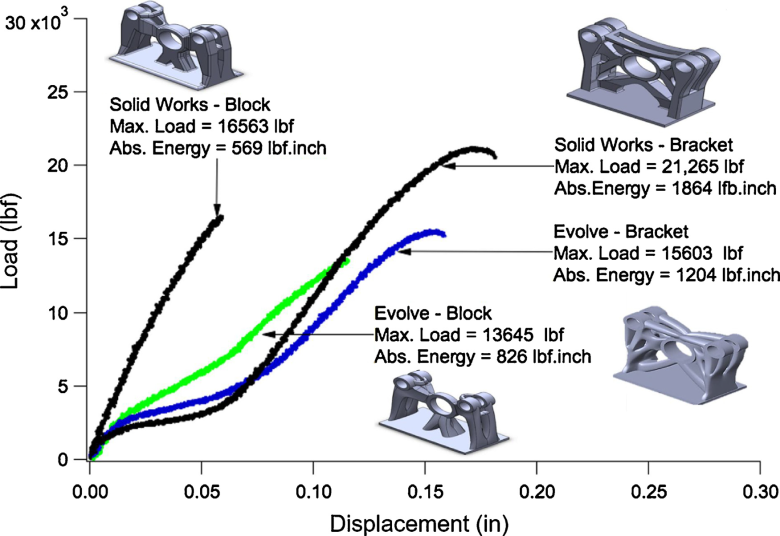 30 x10³
25
20
15
10
5
0
Load (lbf)
0.00
0.05
0.10
0.15
0.20
0.25
0.30
Displacement (in)
Solid Works - Block
Max. Load = 16563 lbf
Abs. Energy = 569 lbf.inch
Solid Works - Bracket
Max. Load = 21,265 lbf
Abs.Energy = 1864 lfb.inch
Evolve - Bracket
Max. Load = 15603 lbf
Abs. Energy = 1204 lbf.inch
Evolve - Block
Max. Load = 13645 lbf
Abs. Energy = 826 lbf.inch